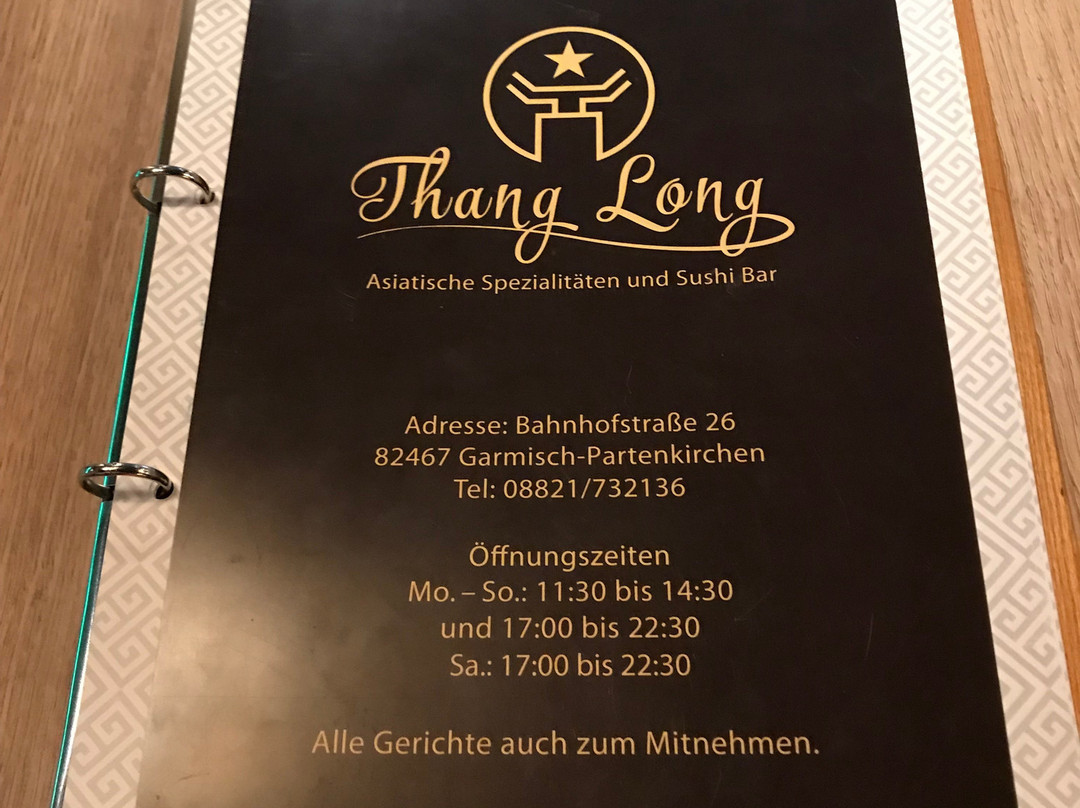 Thang Long
Asiatische Spezialitäten und Sushi Bar
Adresse: Bahnhofstraße 26
82467 Garmisch-Partenkirchen
Tel: 08821/732136
Öffnungszeiten
Mo. – So.: 11:30 bis 14:30
und 17:00 bis 22:30
Sa.: 17:00 bis 22:30
Alle Gerichte auch zum Mitnehmen.